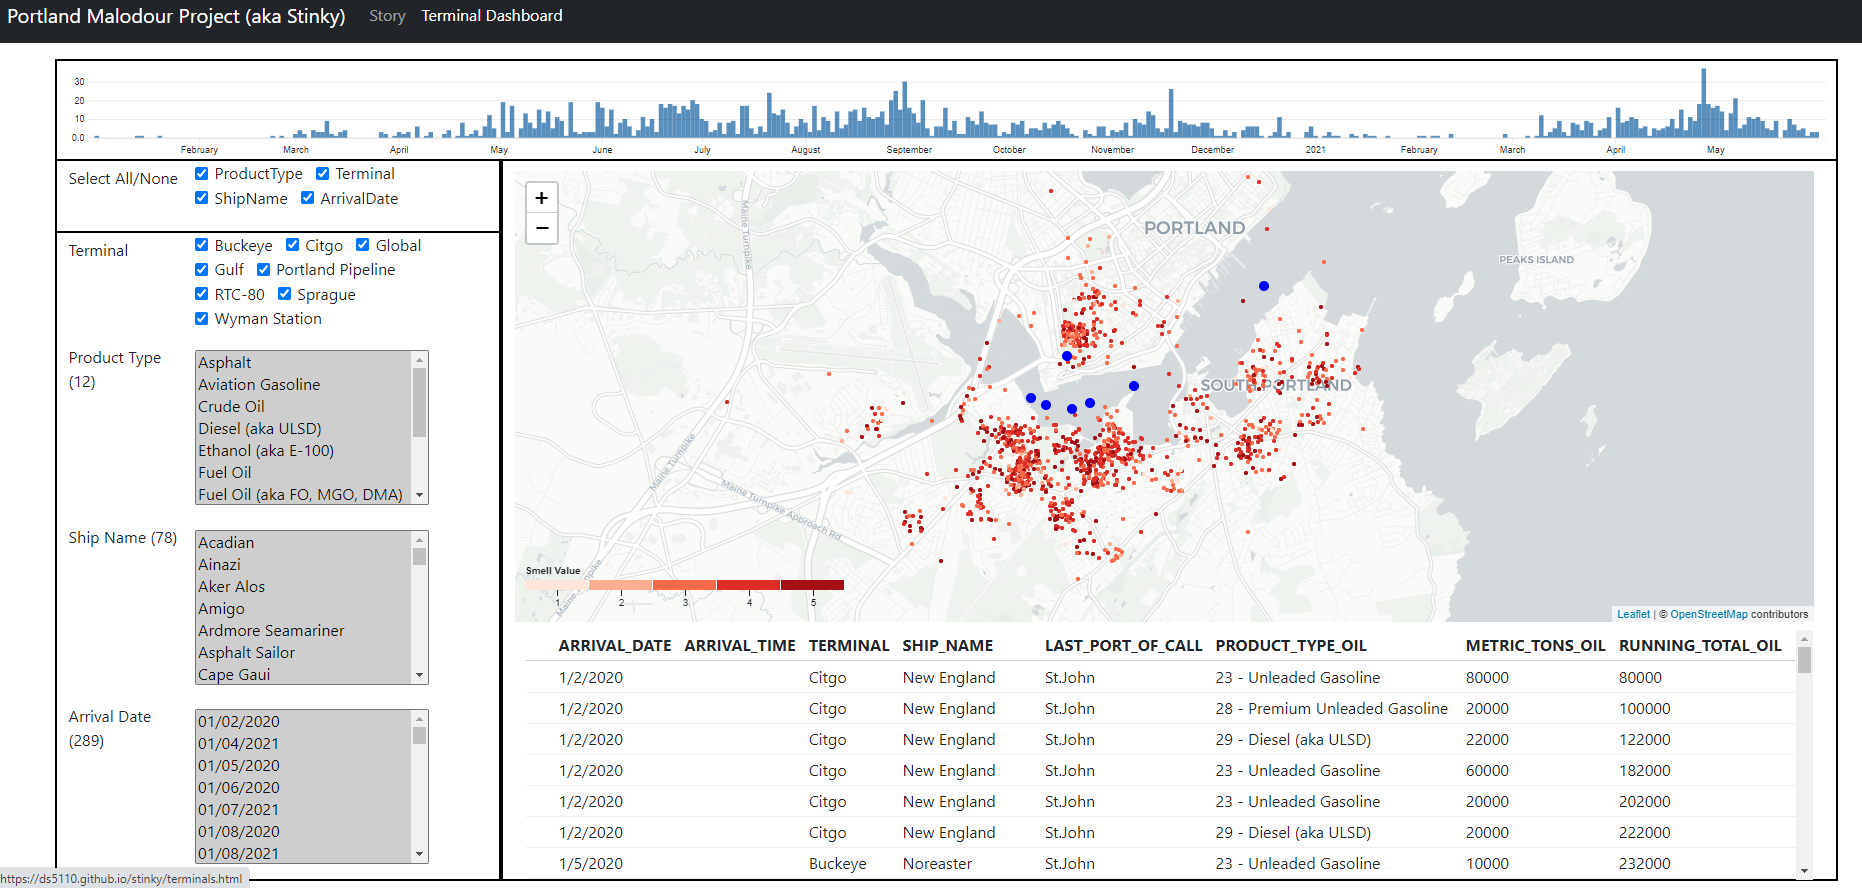 Portland Malodour Project (aka Stinky) Story Terminal Dashboard
30
20
10
0.0
February March April May June July August September October November December 2021 February March April May
Select All/None
ProductType Terminal
ShipName ArrivalDate
Terminal
Buckeye Citgo Global
Gulf Portland Pipeline
RTC-80 Sprague
Wyman Station
Product Type
(12)
Asphalt
Aviation Gasoline
Crude Oil
Diesel (aka ULSD)
Ethanol (aka E-100)
Fuel Oil
Fuel Oil (aka FO, MGO, DMA)
Ship Name (78)
Acadian
Ainazi
Aker Alos
Amigo
Ardmore Seamariner
Asphalt Sailor
Cape Gaui
Arrival Date
(289)
01/02/2020
01/04/2021
01/05/2020
01/06/2020
01/07/2021
01/08/2020
01/08/2021
https://ds5110.github.io/stinky/terminals.html
+
−
Maine Turnpike
PORTLAND
PEAKS ISLAND
SOUTH PORTLAND
Maine Turnpike
Maine Turnpike Approach Rd
Maine Turnpike
Smell Value
1 2 3 4 5
Leaflet | © OpenStreetMap contributors
ARRIVAL_DATE ARRIVAL_TIME TERMINAL SHIP_NAME LAST_PORT_OF_CALL PRODUCT_TYPE_OIL METRIC_TONS_OIL RUNNING_TOTAL_OIL
1/2/2020 Citgo New England St.John 23 - Unleaded Gasoline 80000 80000
1/2/2020 Citgo New England St.John 28 - Premium Unleaded Gasoline 20000 100000
1/2/2020 Citgo New England St.John 29 - Diesel (aka ULSD) 22000 122000
1/2/2020 Citgo New England St.John 23 - Unleaded Gasoline 60000 182000
1/2/2020 Citgo New England St.John 23 - Unleaded Gasoline 20000 202000
1/2/2020 Citgo New England St.John 29 - Diesel (aka ULSD) 20000 222000
1/5/2020 Buckeye Noreaster St.John 23 - Unleaded Gasoline 10000 232000